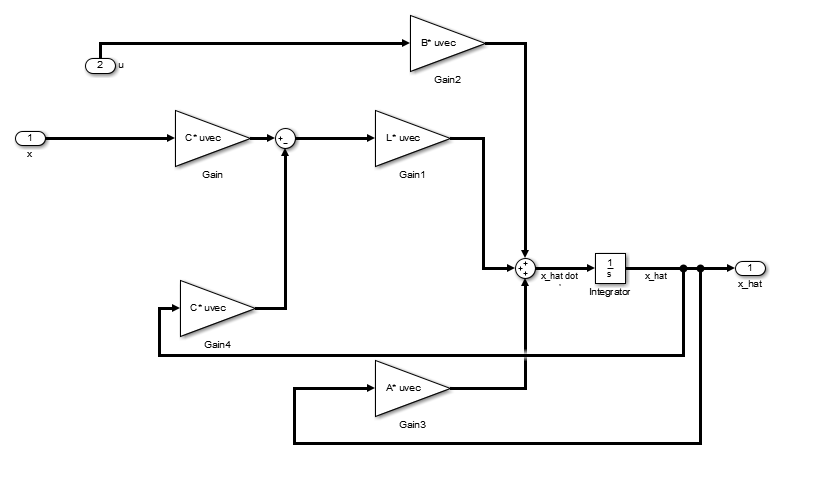 B* uvec
Gain2
2
u
1
x
C* uvec
Gain
+
−
L* uvec
Gain1
+
+
+
x_hat dot
1
s
Integrator
x_hat
1
x_hat
C* uvec
Gain4
A* uvec
Gain3